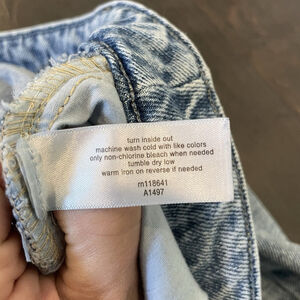 turn inside out
machine wash cold with like colors
only non-chlorine bleach when needed
tumble dry low
warm iron on reverse if needed
rn118641
A1497